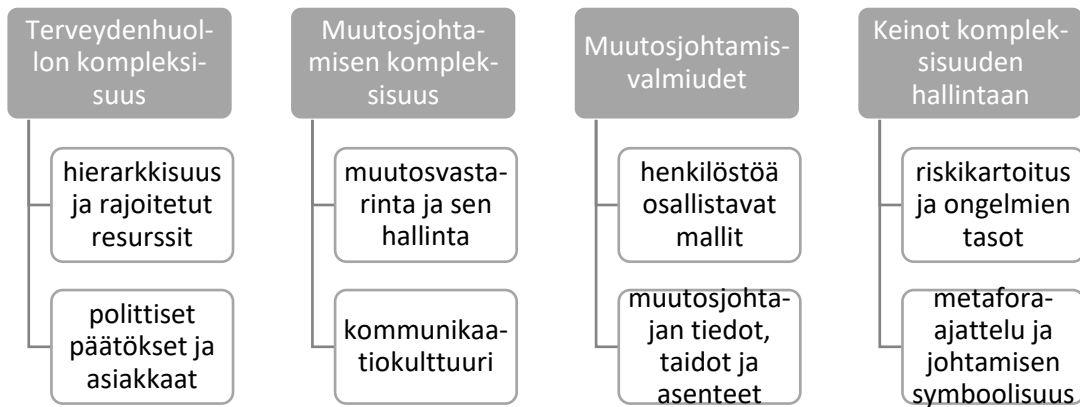 Terveydenhuol-
lon kompleksi-
suus
hierarkkisuus
ja rajoitetut
resurssit
poliittiset
päätökset ja
asiakkaat
Muutosjohta-
misen komplek-
sisuus
muutosvasta-
rinta ja sen
hallinta
kommunikaa-
tiokulttuuri
Muutosjohtamis-
valmiudet
henkilöstöä
osallistavat
mallit
muutosjohta-
jan tiedot,
taidot ja
asenteet
Keinot komplek-
sisuuden
hallintaan
riskikartoitus
ja ongelmien
tasot
metafora-
ajattelu ja
johtamisen
symboolisuus